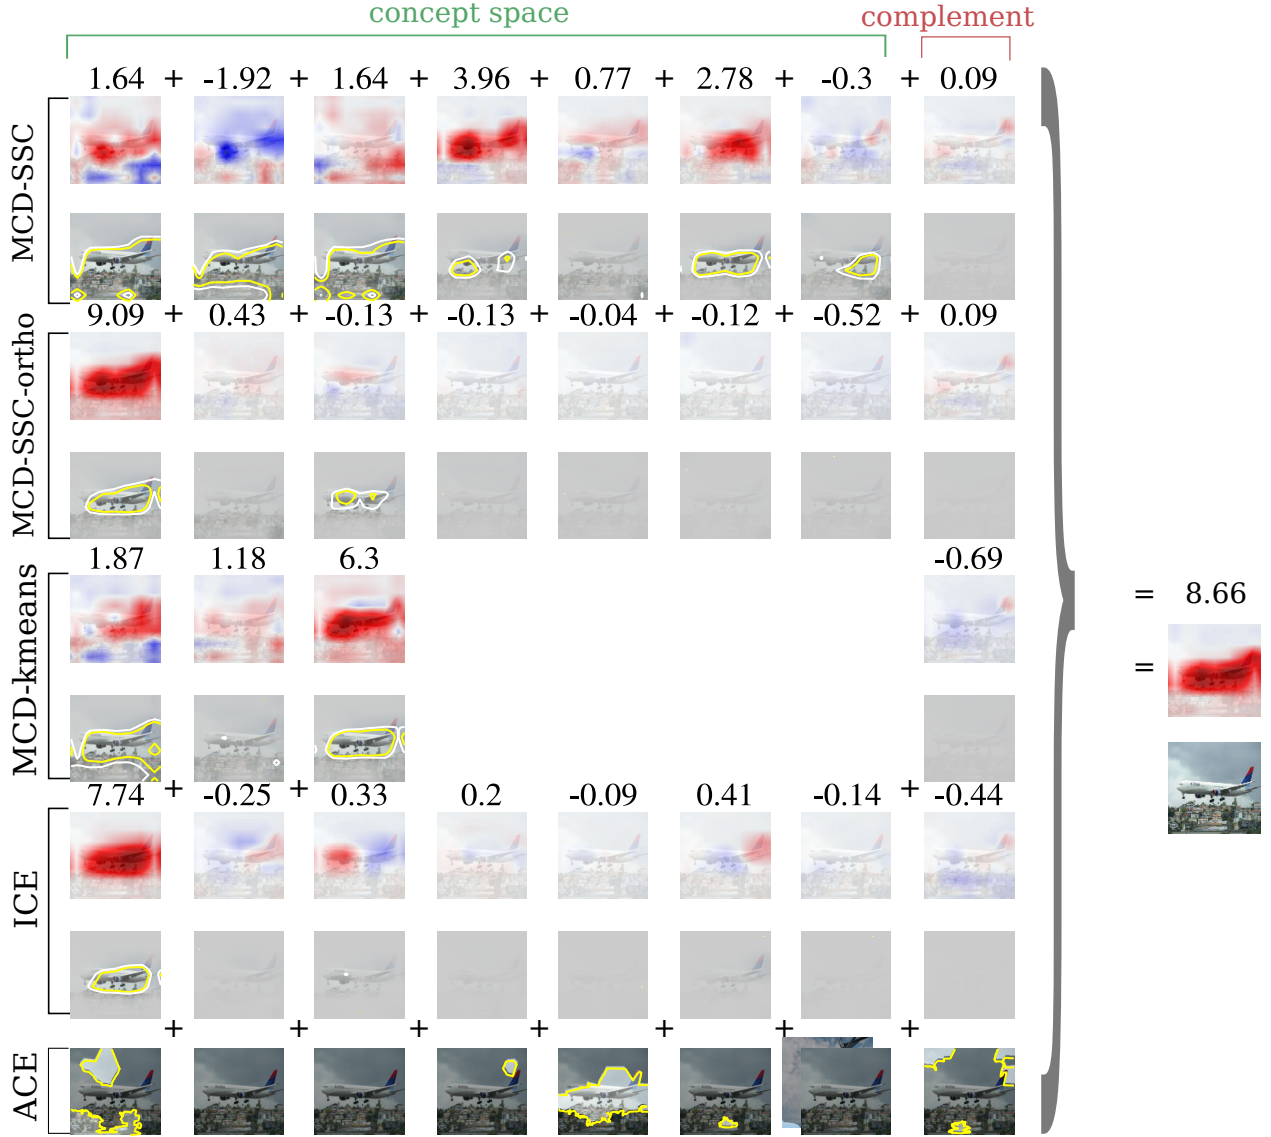 concept space
complement
1.64 + -1.92 + 1.64 + 3.96 + 0.77 + 2.78 + -0.3 + 0.09
MCD-SSC
9.09 + 0.43 + -0.13 + -0.13 + -0.04 + -0.12 + -0.52 + 0.09
MCD-SSC-ortho
1.87 1.18 6.3 -0.69
MCD-kmeans
= 8.66
=
7.74 + -0.25 + 0.33 + 0.2 + -0.09 + 0.41 + -0.14 + -0.44
ICE
+ + + + + + +
ACE